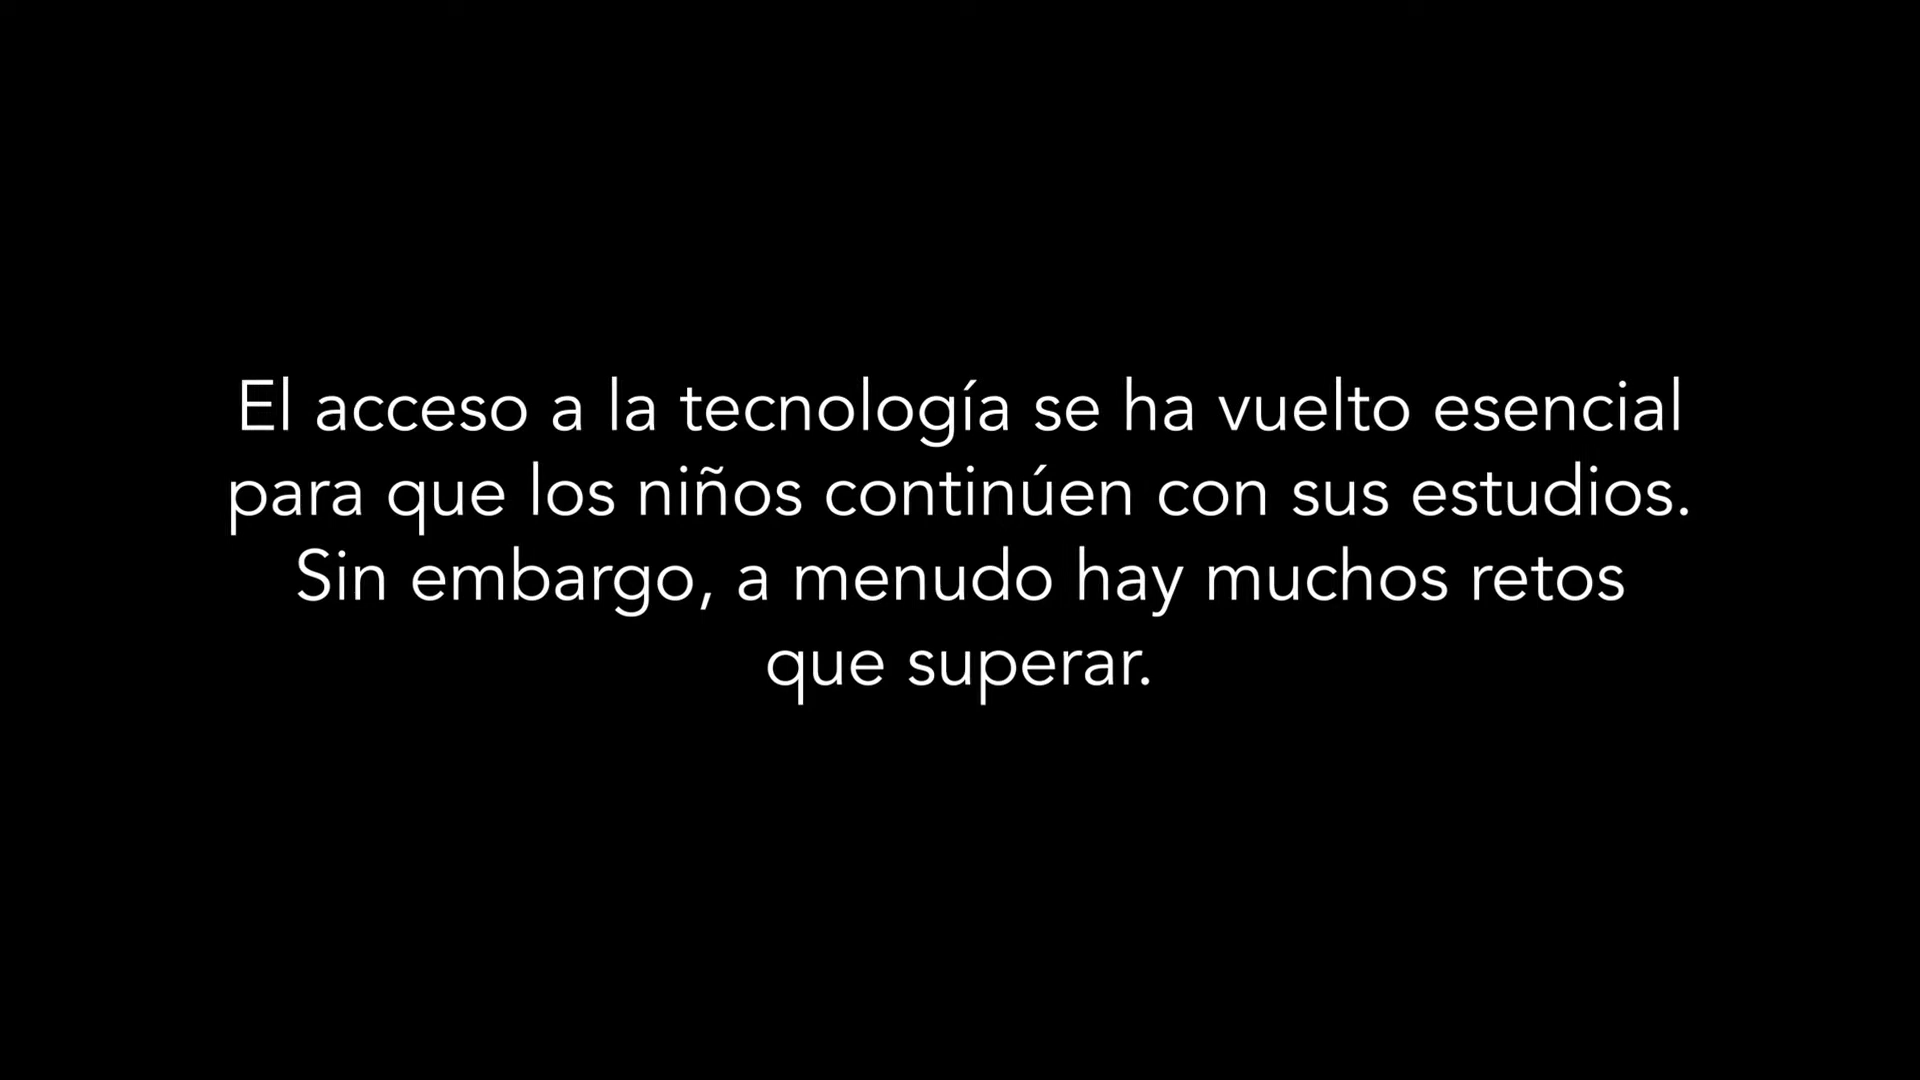 El acceso a la tecnología se ha vuelto esencial
para que los niños continúen con sus estudios.
Sin embargo, a menudo hay muchos retos
que superar.